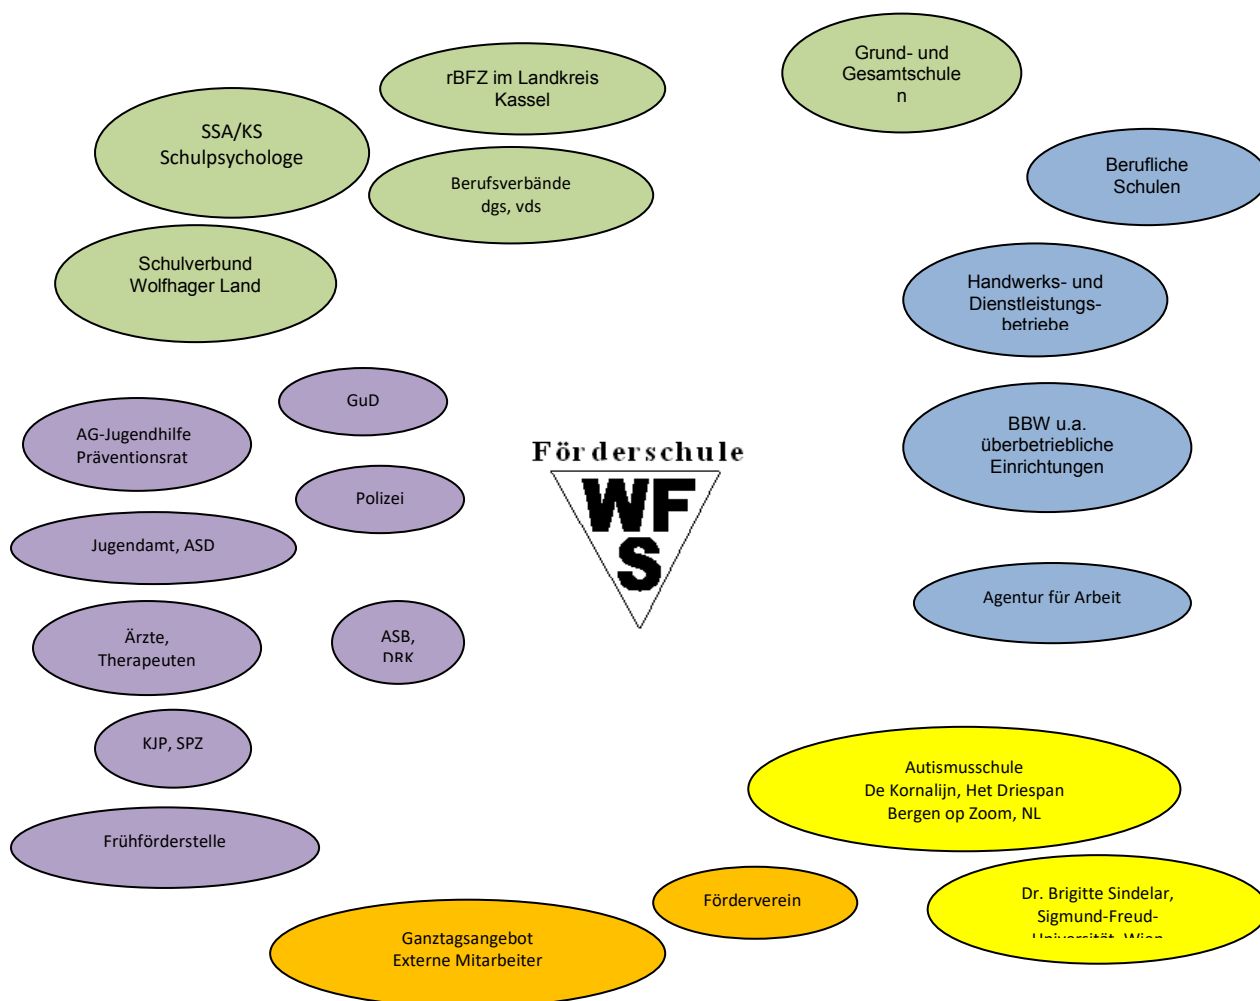 rBFZ im Landkreis
Kassel
Grund- und
Gesamtschule
n
SSA/KS
Schulpsychologe
Berufsverbände
dgs, vds
Berufliche
Schulen
Schulverbund
Wolfhager Land
Handwerks- und
Dienstleistungs-
betriebe
GuD
AG-Jugendhilfe
Präventionsrat
BBW u.a.
überbetriebliche
Einrichtungen
Förderschule
WF
S
Polizei
Jugendamt, ASD
Agentur für Arbeit
Ärzte,
Therapeuten
ASB,
DRK
KJP, SPZ
Autismusschule
De Kornalijn, Het Driespan
Bergen op Zoom, NL
Frühförderstelle
Förderverein
Dr. Brigitte Sindelar,
Sigmund-Freud-
Universität, Wien
Ganztagsangebot
Externe Mitarbeiter